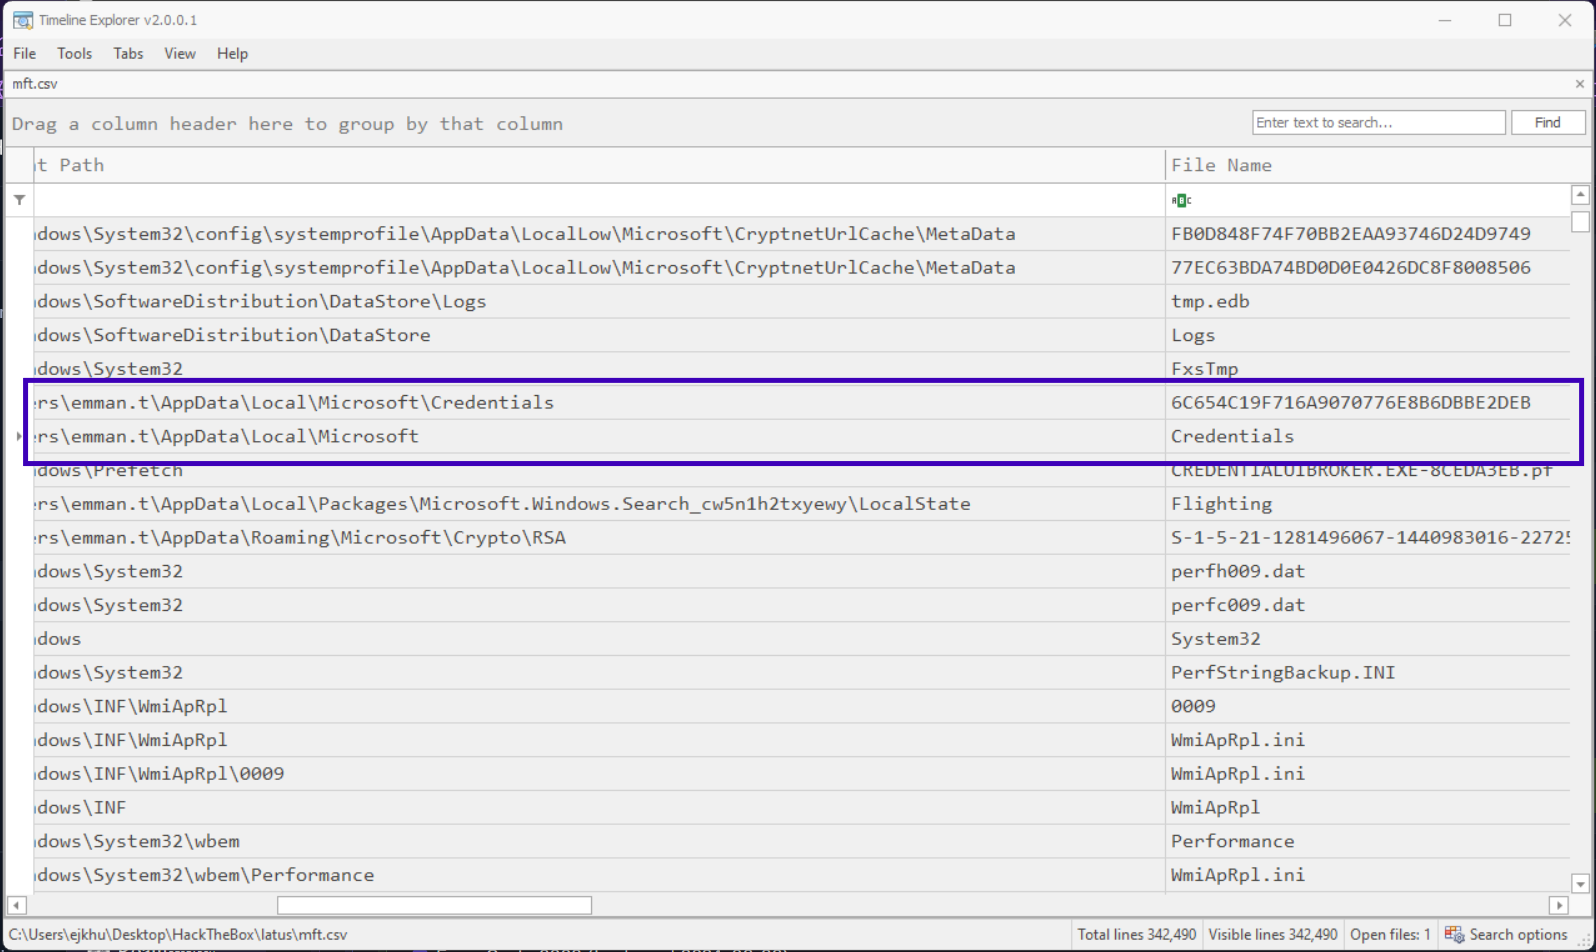 Timeline Explorer v2.0.0.1
File Tools Tabs View Help
mft.csv
Drag a column header here to group by that column
Enter text to search...
Find
t Path File Name
ABC
dows\System32\config\systemprofile\AppData\LocalLow\Microsoft\CryptnetUrlCache\MetaData FB0D848F74F70BB2EAA93746D24D9749
dows\System32\config\systemprofile\AppData\LocalLow\Microsoft\CryptnetUrlCache\MetaData 77EC63BDA74BD0D0E0426DC8F8008506
dows\SoftwareDistribution\DataStore\Logs tmp.edb
dows\SoftwareDistribution\DataStore Logs
dows\System32 FxsTmp
ers\emman.t\AppData\Local\Microsoft\Credentials 6C654C19F716A9070776E8B6DBBE2DEB
ers\emman.t\AppData\Local\Microsoft Credentials
dows\Prefetch CREDENTIALUIBROKER.EXE-8CEDA3EB.pf
ers\emman.t\AppData\Local\Packages\Microsoft.Windows.Search_cw5n1h2txyewy\LocalState Flighting
ers\emman.t\AppData\Roaming\Microsoft\Crypto\RSA S-1-5-21-1281496067-1440983016-22725
dows\System32 perfh009.dat
dows\System32 perfc009.dat
dows System32
dows\System32 PerfStringBackup.INI
dows\INF\WmiApRpl 0009
dows\INF\WmiApRpl WmiApRpl.ini
dows\INF\WmiApRpl\0009 WmiApRpl.ini
dows\INF WmiApRpl
dows\System32\wbem Performance
dows\System32\wbem\Performance WmiApRpl.ini
C:\Users\ejkhu\Desktop\HackTheBox\latus\mft.csv Total lines 342,490 Visible lines 342,490 Open files: 1 Search options